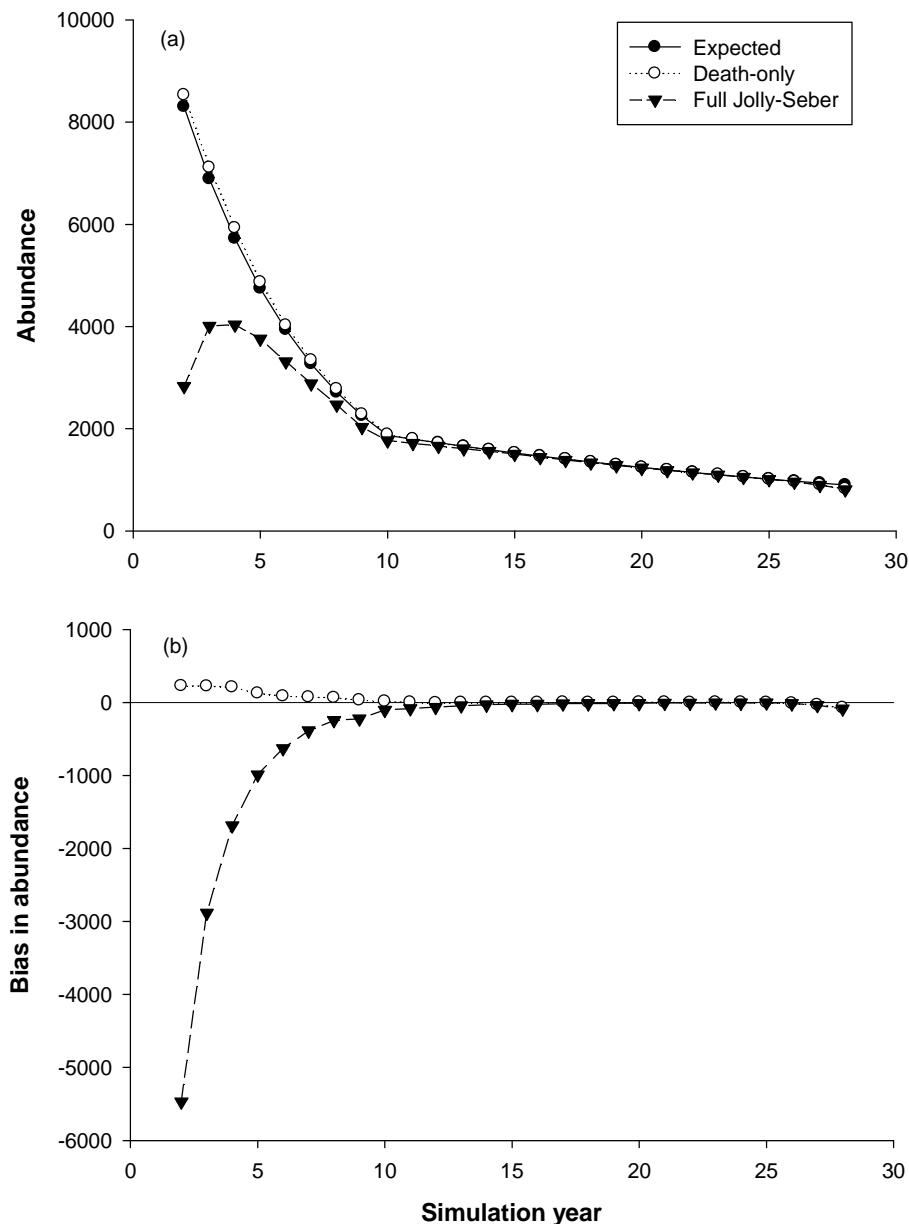 10000
8000
6000
4000
2000
0
Abundance
(a)
Expected
Death-only
Full Jolly-Seber
0 5 10 15 20 25 30
1000
0
-1000
-2000
-3000
-4000
-5000
-6000
Bias in abundance
(b)
0 5 10 15 20 25 30
Simulation year